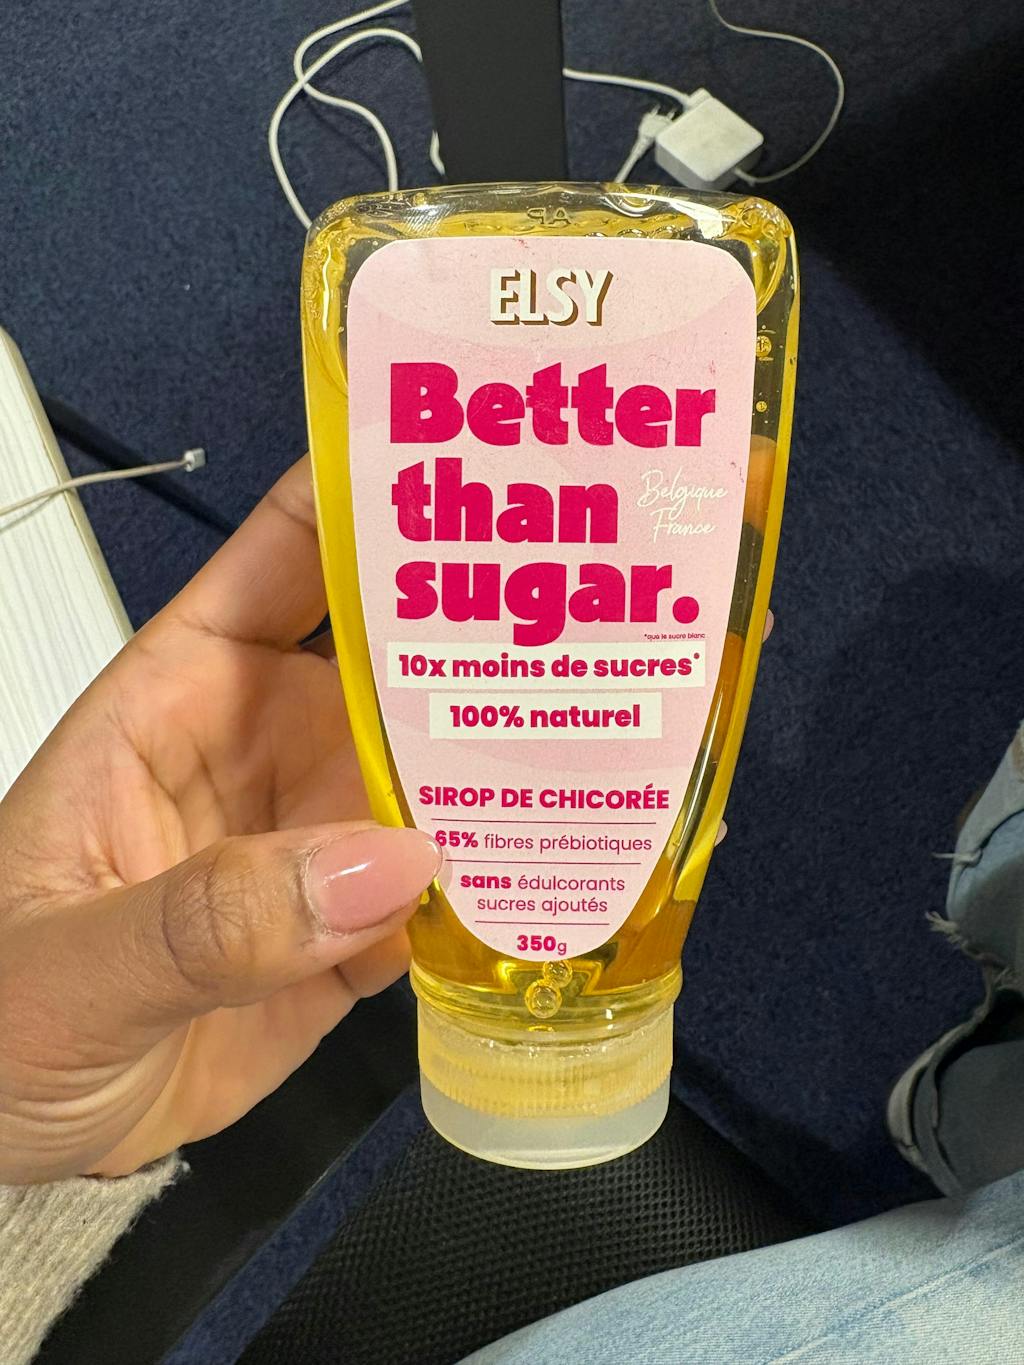 ELSY
Better
than
sugar.
Belgique
France
*que le sucre blanc
10x moins de sucres*
100% naturel
SIROP DE CHICORÉE
65% fibres prébiotiques
sans édulcorants
sucres ajoutés
350g